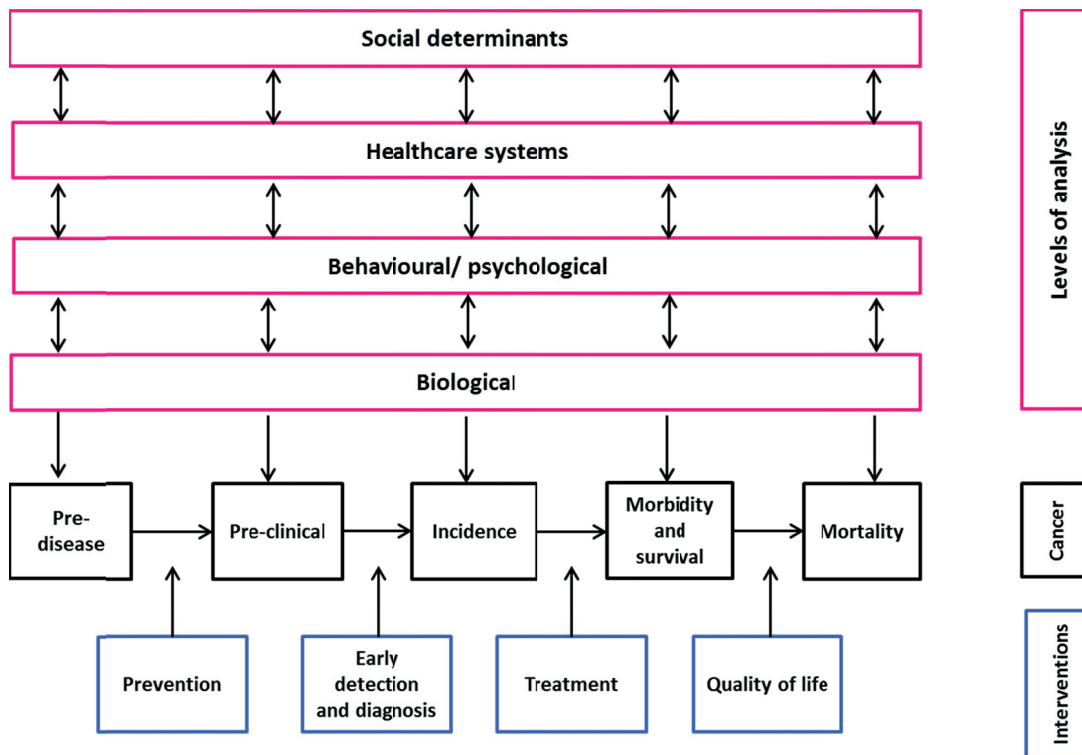 Social determinants
Healthcare systems
Behavioural/ psychological
Biological
Levels of analysis
Pre-
disease
Pre-clinical
Incidence
Morbidity
and
survival
Mortality
Cancer
Prevention
Early
detection
and diagnosis
Treatment
Quality of life
Interventions